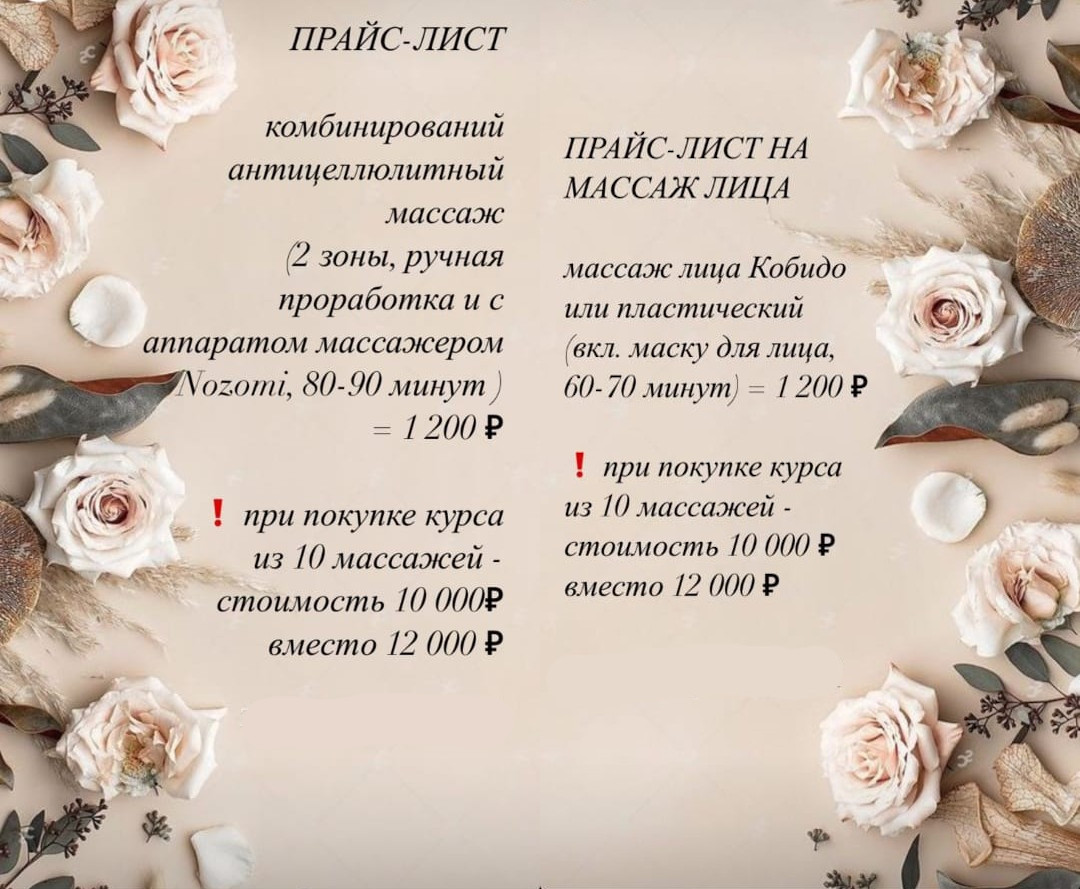 ПРАЙС-ЛИСТ
комбинирований
антицеллюлитный
массаж
(2 зоны, ручная
проработка и с
аппаратом массажером
Nozomi, 80-90 минут )
= 1 200 ₽
❗ при покупке курса
из 10 массажей -
стоимость 10 000₽
вместо 12 000 ₽
ПРАЙС-ЛИСТ НА
МАССАЖ ЛИЦА
массаж лица Кобидо
или пластический
(вкл. маску для лица,
60-70 минут) = 1 200 ₽
❗ при покупке курса
из 10 массажей -
стоимость 10 000 ₽
вместо 12 000 ₽